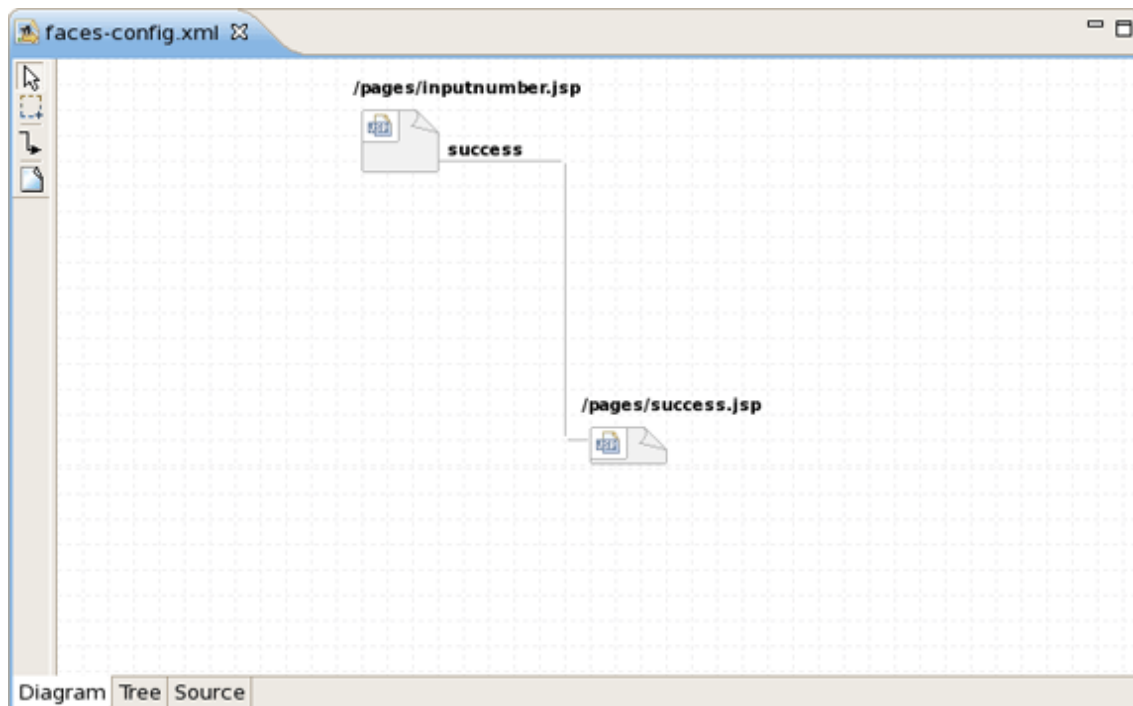 faces-config.xml
/pages/inputnumber.jsp
success
/pages/success.jsp
Diagram Tree Source